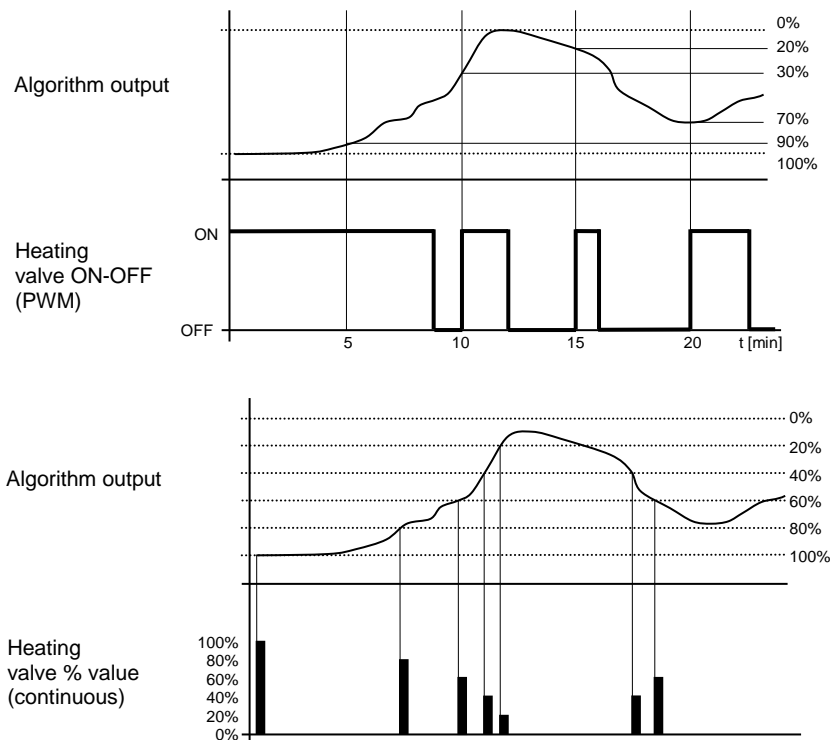 0%
20%
30%
Algorithm output
70%
90%
100%
ON
Heating
valve ON-OFF
(PWM)
OFF
5
10
15
20
t [min]
0%
20%
40%
Algorithm output
60%
80%
100%
Heating
valve % value
(continuous)
100%
80%
60%
40%
20%
0%